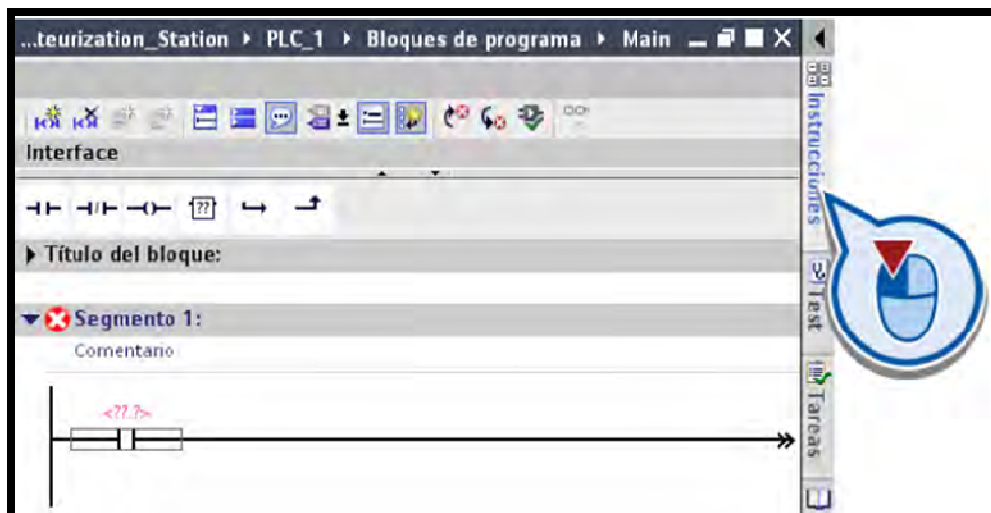 ...teurization_Station ▸ PLC_1 ▸ Bloques de programa ▸ Main
Interface
??
Título del bloque:
Segmento 1:
Comentario
<??.?>
Instrucciones
Test
Tareas